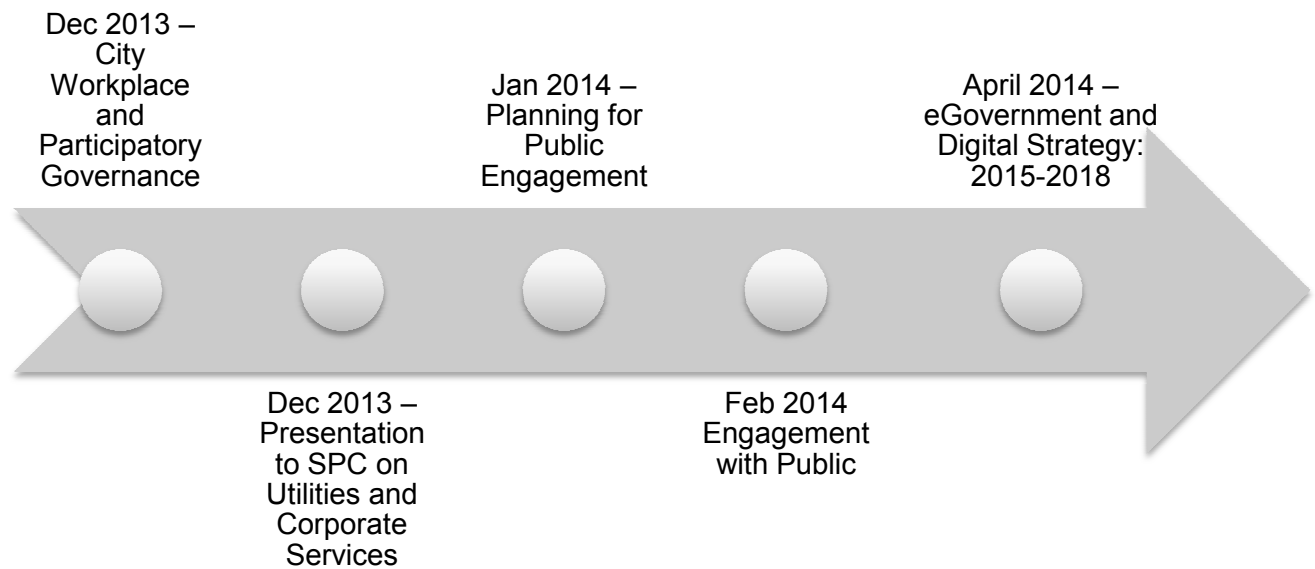 Dec 2013 –
City
Workplace
and
Participatory
Governance
Dec 2013 –
Presentation
to SPC on
Utilities and
Corporate
Services
Jan 2014 –
Planning for
Public
Engagement
Feb 2014
Engagement
with Public
April 2014 –
eGovernment and
Digital Strategy:
2015-2018